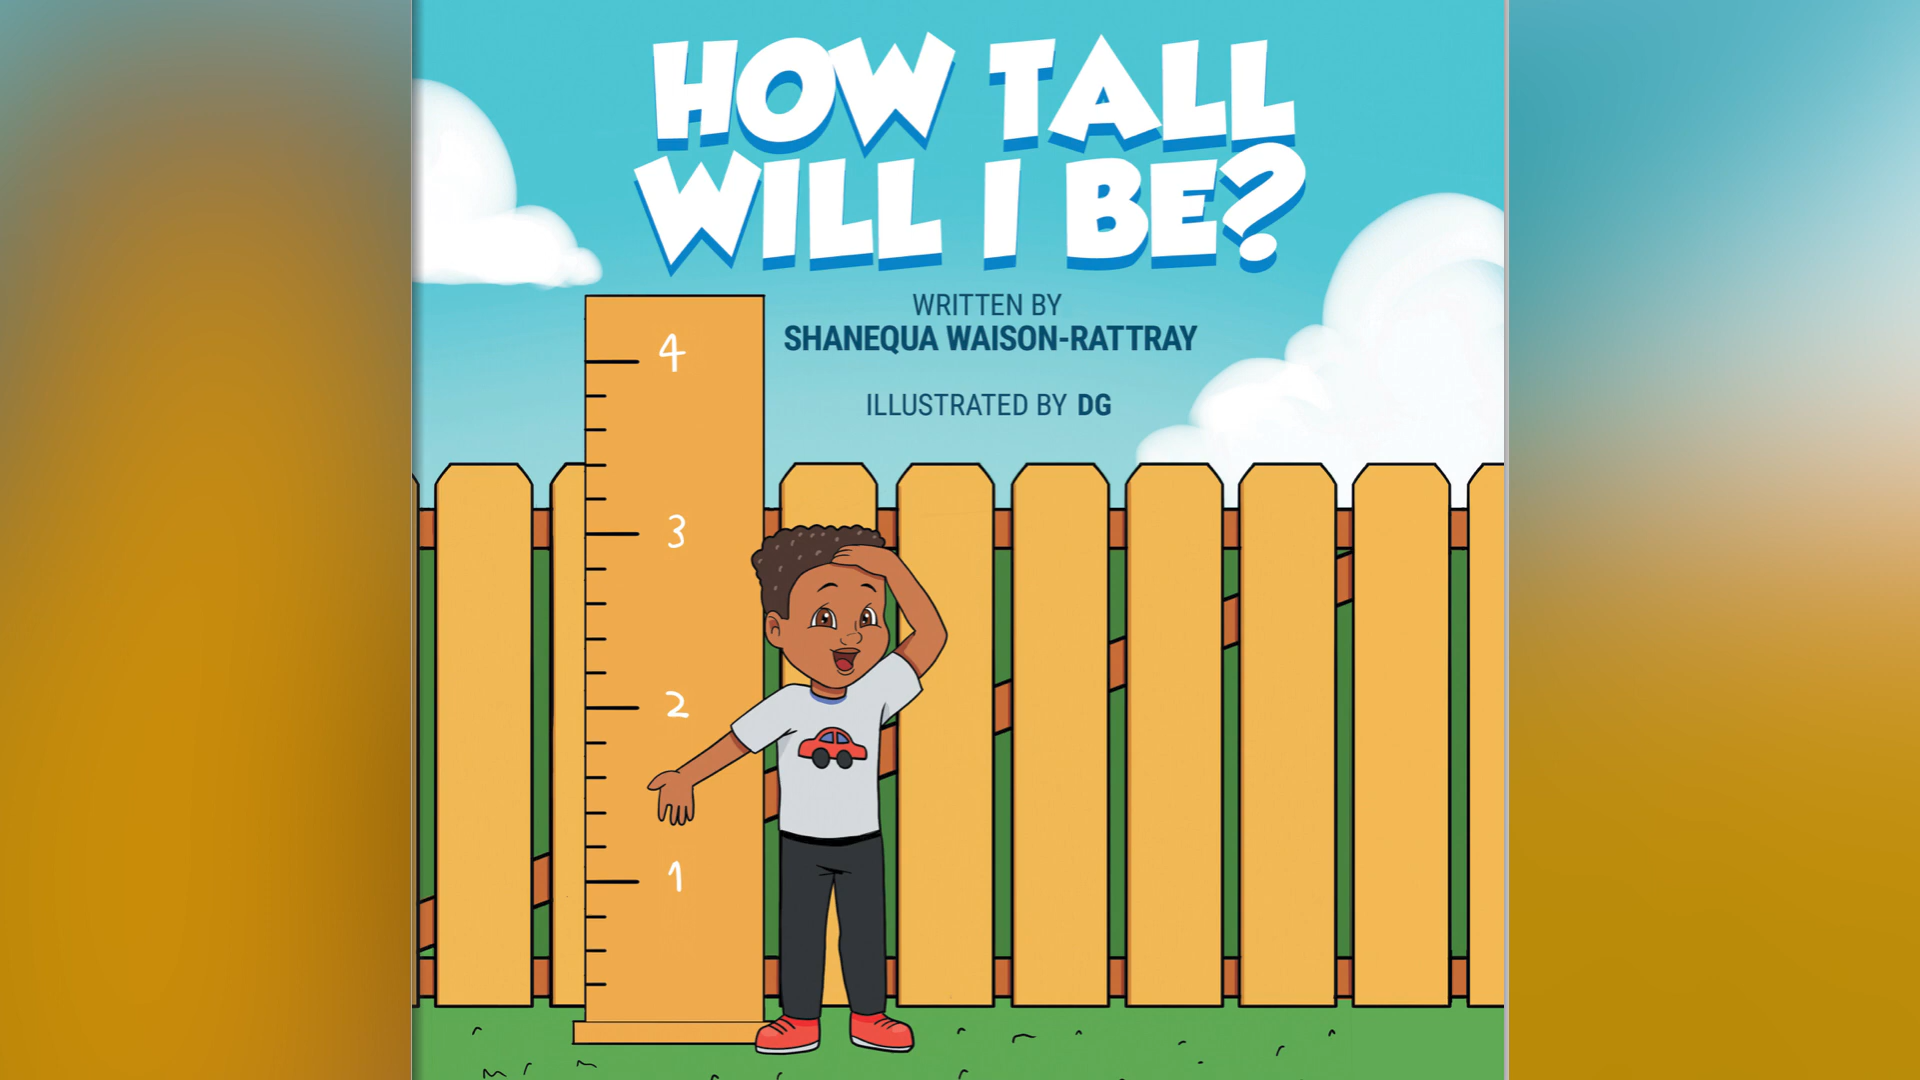 HOW TALL
WILL I BE?
WRITTEN BY
SHANEQUA WAISON-RATTRAY
ILLUSTRATED BY DG
4
3
2
1